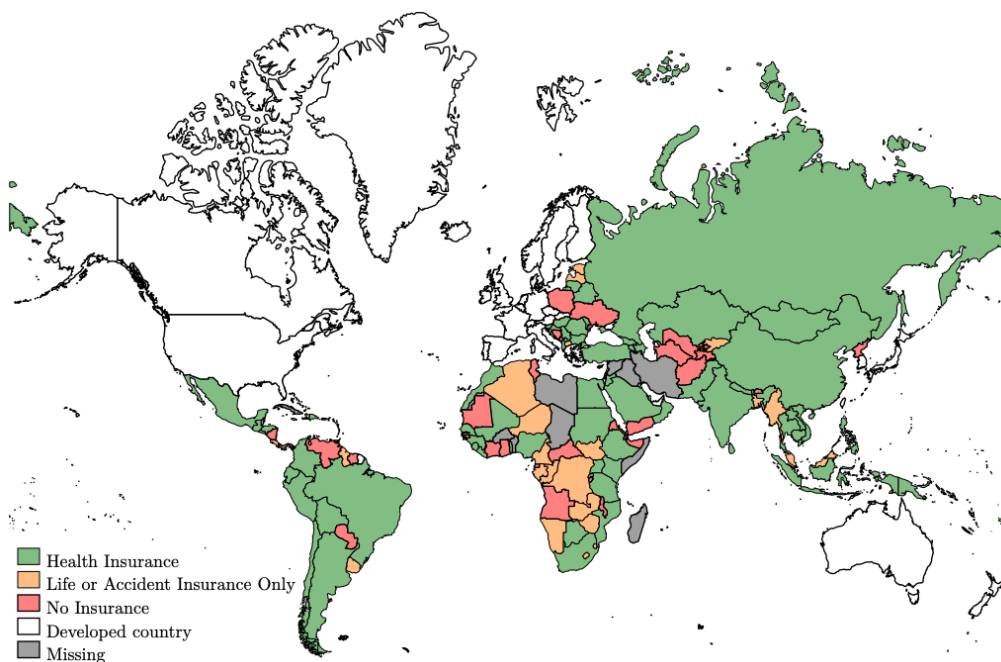 Health Insurance
Life or Accident Insurance Only
No Insurance
Developed country
Missing